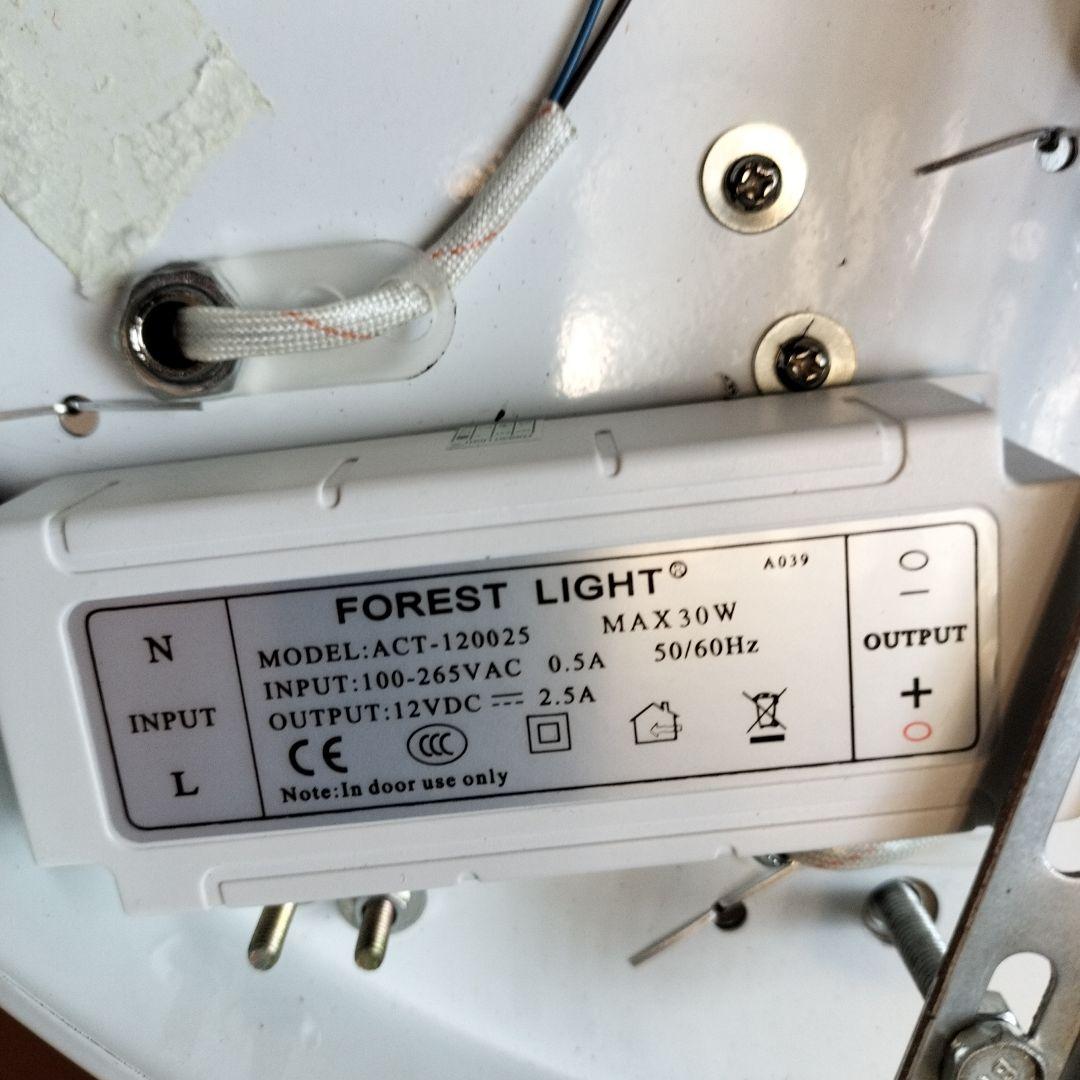 N
INPUT
L
FOREST LIGHT®
A039
MODEL:ACT-120025 MAX30W
INPUT:100-265VAC 0.5A 50/60Hz
OUTPUT:12VDC 2.5A
CE CCC
Note:In door use only
O
−
OUTPUT
+
O